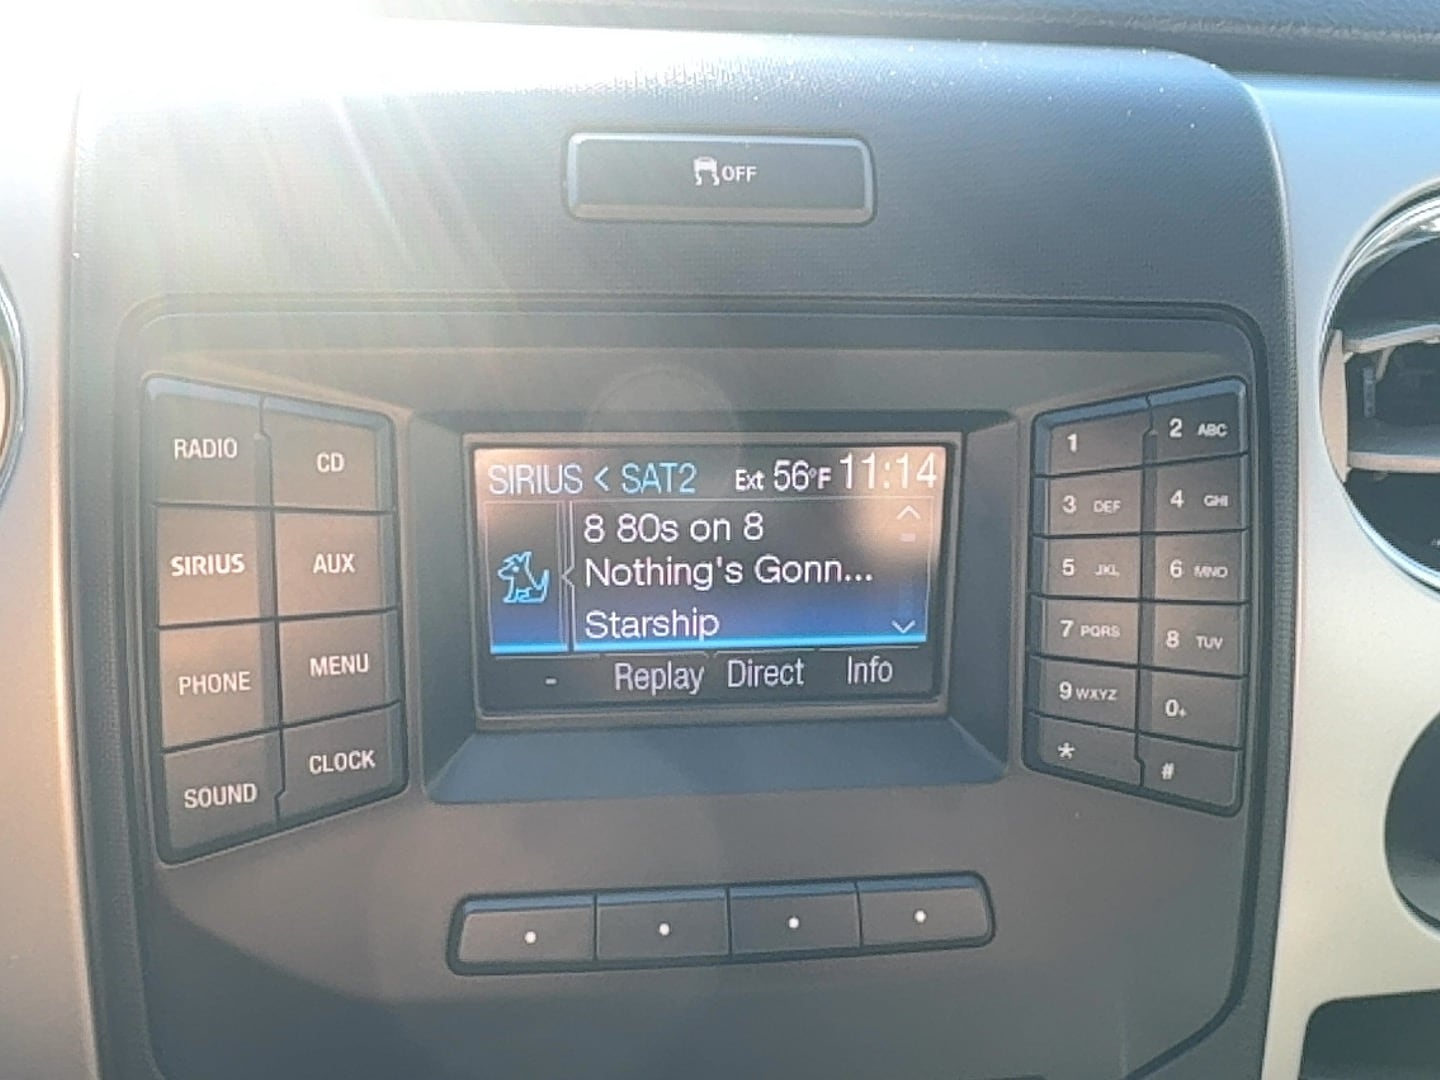 OFF
RADIO
CD
SIRIUS
AUX
PHONE
MENU
SOUND
CLOCK
SIRIUS < SAT2 Ext 56°F 11:14
8 80s on 8
Nothing's Gonn...
Starship
- Replay Direct Info
1
2 ABC
3 DEF
4 GHI
5 JKL
6 MNO
7 PQRS
8 TUV
9 WXYZ
0+
*
#